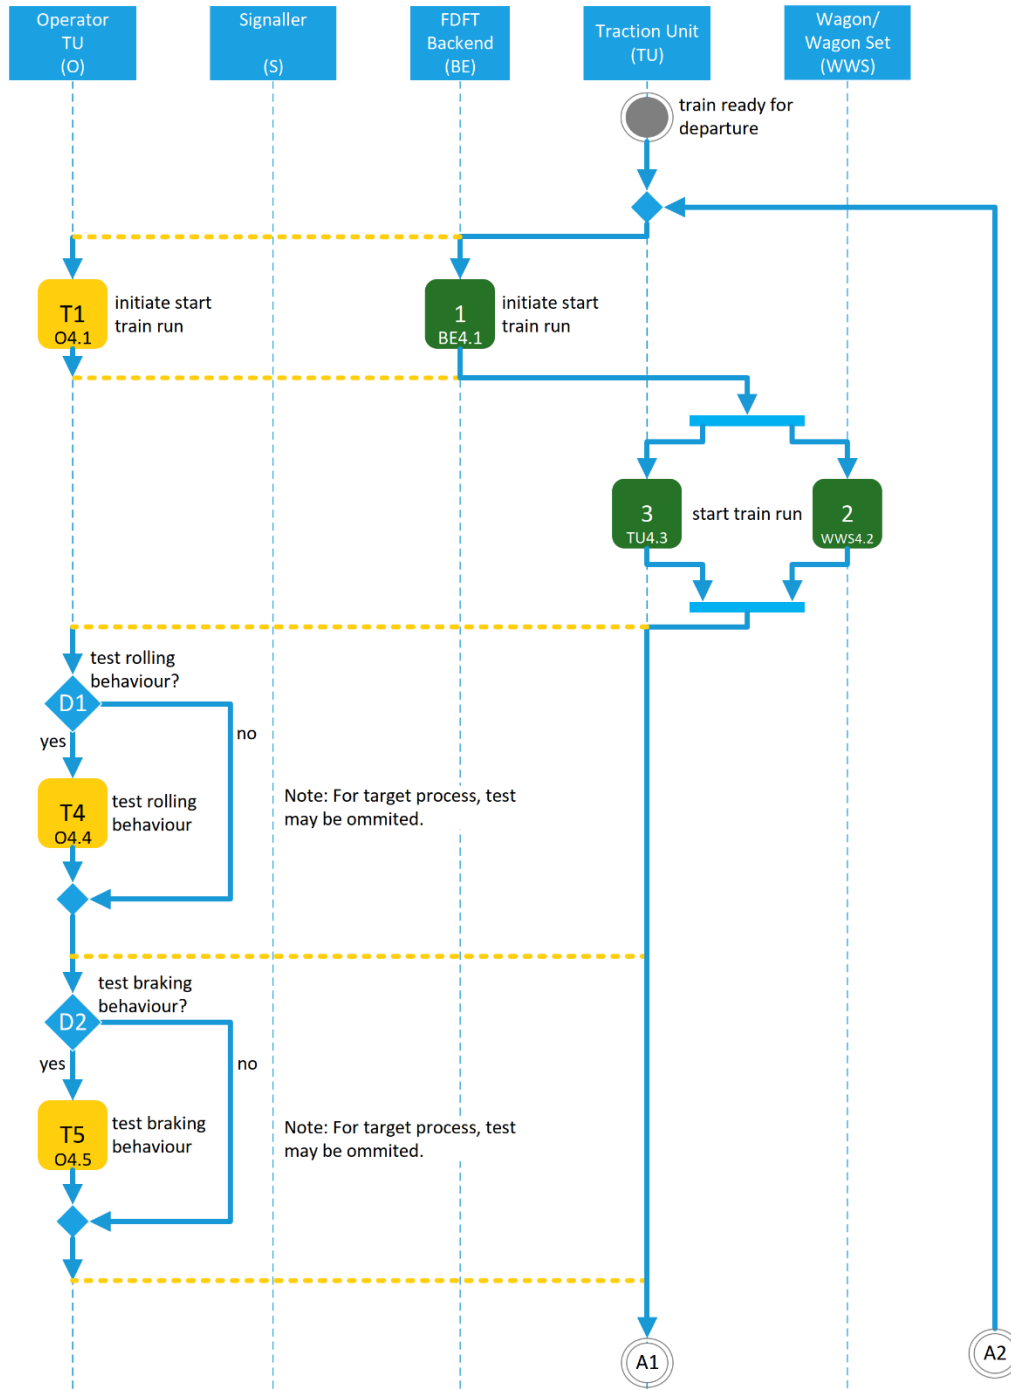 Operator
TU
(O)
Signaller
(S)
FDFT
Backend
(BE)
Traction Unit
(TU)
Wagon/
Wagon Set
(WWS)
train ready for
departure
T1
O4.1
initiate start
train run
1
BE4.1
initiate start
train run
3
TU4.3
start train run
2
WWS4.2
test rolling
behaviour?
D1
yes
no
T4
O4.4
test rolling
behaviour
Note: For target process, test
may be ommited.
test braking
behaviour?
D2
yes
no
T5
O4.5
test braking
behaviour
Note: For target process, test
may be ommited.
A1
A2